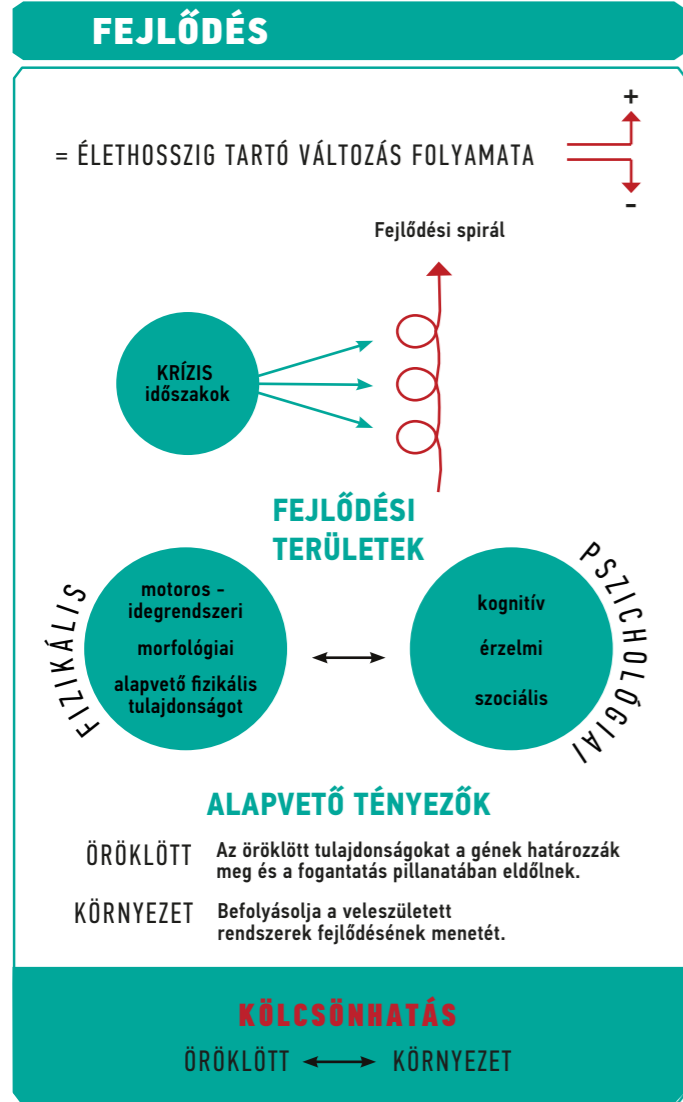 FEJLŐDÉS
+
= ÉLETHOSSZIG TARTÓ VÁLTOZÁS FOLYAMATA
-
Fejlődési spirál
KRÍZIS
időszakok
FEJLŐDÉSI
TERÜLETEK
FIZIKÁLIS
motoros -
idegrendszeri
morfológiai
alapvető fizikális
tulajdonságot
kognitív
érzelmi
szociális
PSZICHOLÓGIAI
ALAPVETŐ TÉNYEZŐK
ÖRÖKLÖTT
Az öröklött tulajdonságokat a gének határozzák
meg és a fogantatás pillanatában eldőlnek.
KÖRNYEZET
Befolyásolja a veleszületett
rendszerek fejlődésének menetét.
KÖLCSÖNHATÁS
ÖRÖKLÖTT KÖRNYEZET